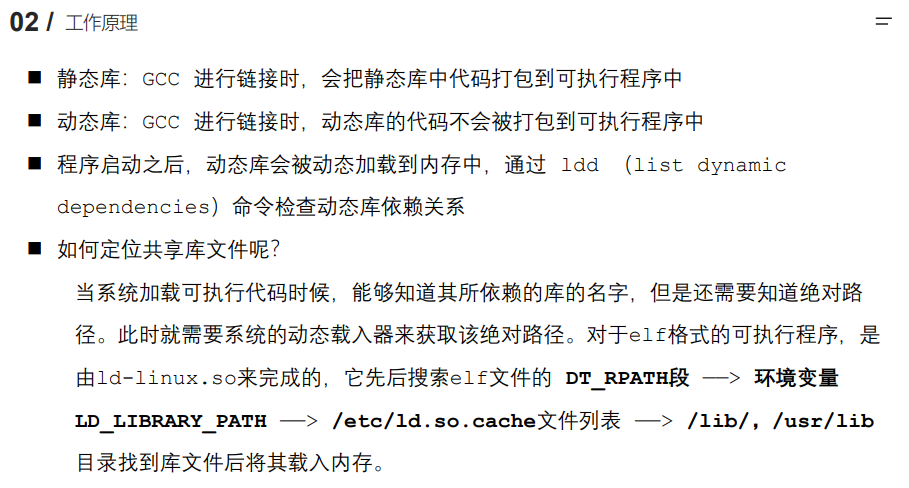 02 / 工作原理
■ 静态库：GCC 进行链接时，会把静态库中代码打包到可执行程序中
■ 动态库：GCC 进行链接时，动态库的代码不会被打包到可执行程序中
■ 程序启动之后，动态库会被动态加载到内存中，通过 ldd （list dynamic
dependencies）命令检查动态库依赖关系
■ 如何定位共享库文件呢？
当系统加载可执行代码时候，能够知道其所依赖的库的名字，但是还需要知道绝对路
径。此时就需要系统的动态载入器来获取该绝对路径。对于elf格式的可执行程序，是
由ld-linux.so来完成的，它先后搜索elf文件的 DT_RPATH段 ——> 环境变量
LD_LIBRARY_PATH ——> /etc/ld.so.cache文件列表 ——> /lib/，/usr/lib
目录找到库文件后将其载入内存。